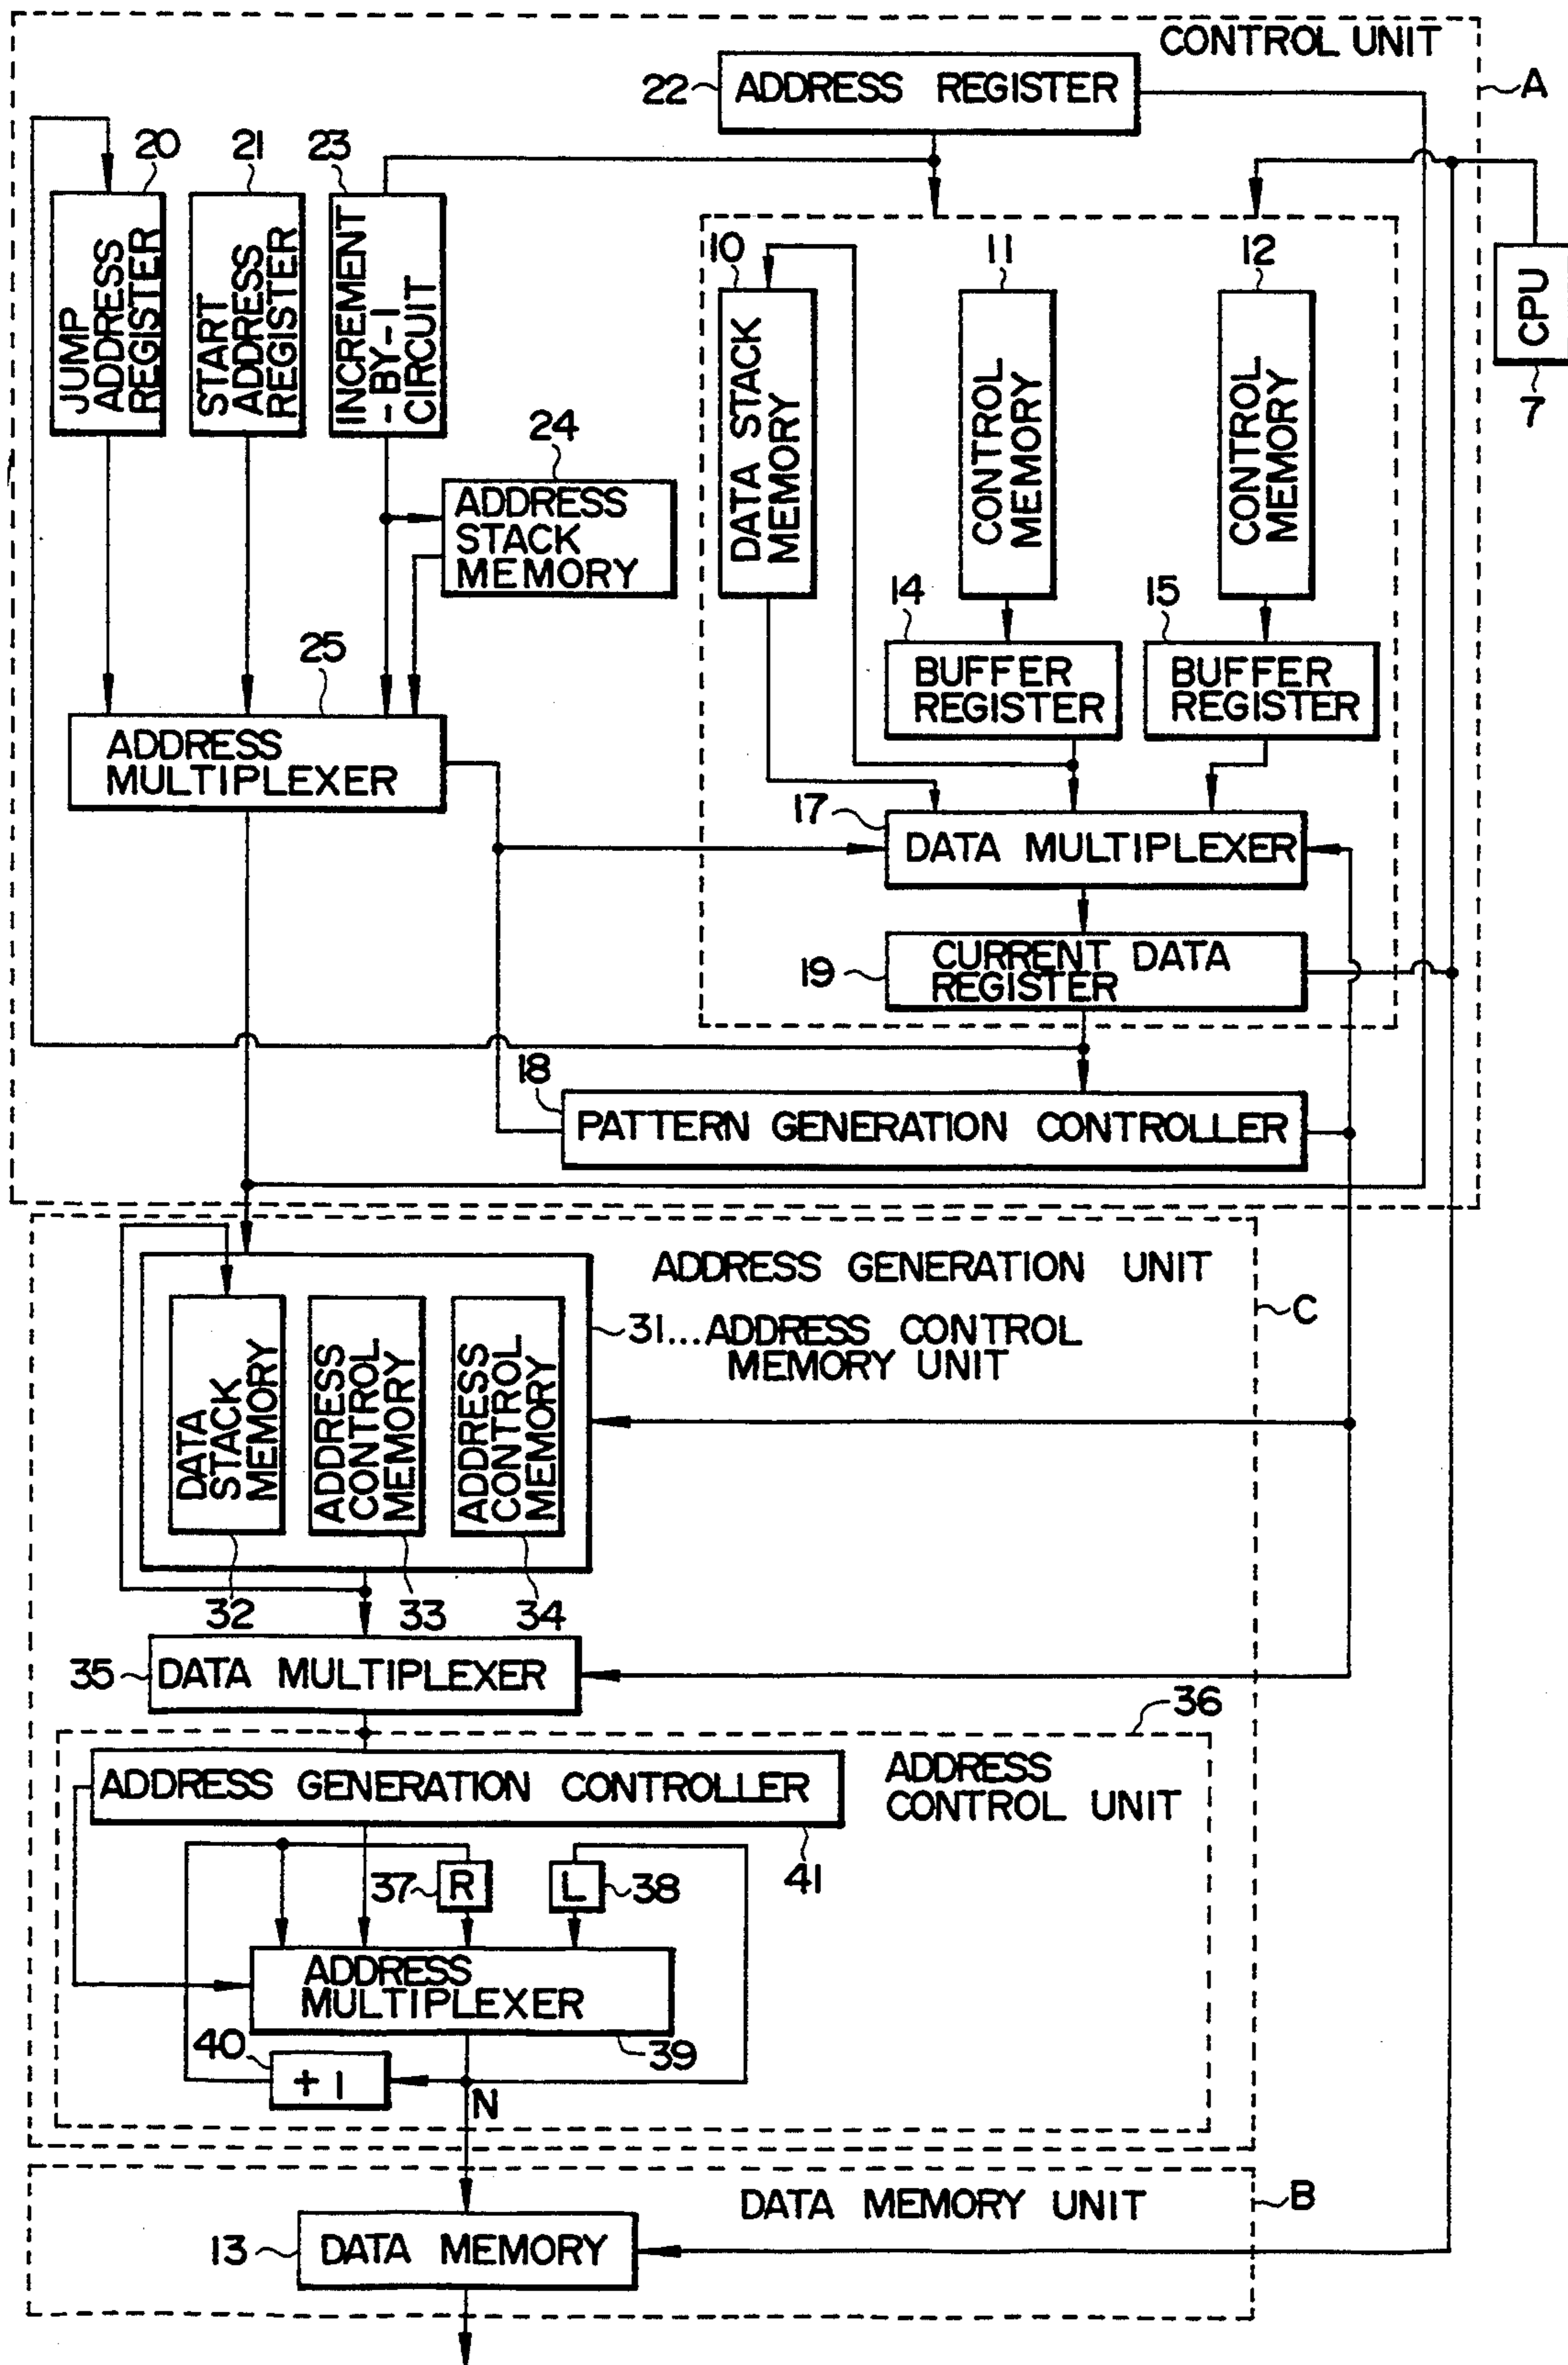 CONTROL UNIT
A
22
ADDRESS REGISTER
20
21
23
JUMP
ADDRESS
REGISTER
START
ADDRESS
REGISTER
INCREMENT
-BY-1
CIRCUIT
10
11
12
DATA STACK
MEMORY
CONTROL
MEMORY
CONTROL
MEMORY
CPU
7
24
ADDRESS
STACK
MEMORY
14
15
BUFFER
REGISTER
BUFFER
REGISTER
25
ADDRESS
MULTIPLEXER
17
DATA MULTIPLEXER
19
CURRENT DATA
REGISTER
18
PATTERN GENERATION CONTROLLER
ADDRESS GENERATION UNIT
C
31...ADDRESS CONTROL
MEMORY UNIT
DATA
STACK
MEMORY
ADDRESS
CONTROL
MEMORY
ADDRESS
CONTROL
MEMORY
32
33
34
35
DATA MULTIPLEXER
36
ADDRESS GENERATION CONTROLLER
ADDRESS
CONTROL UNIT
41
37
R
L
38
ADDRESS
MULTIPLEXER
39
40
+1
N
DATA MEMORY UNIT
B
13
DATA MEMORY